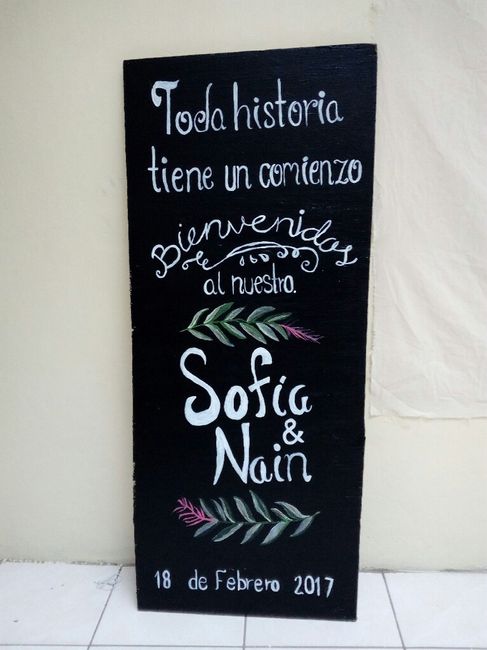 Toda historia
tiene un comienzo
Bienvenidos
al nuestro.
Sofia
&
Nain
18 de Febrero 2017